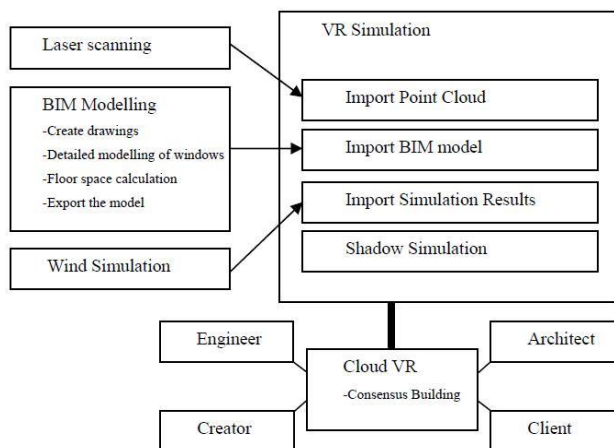 Laser scanning
BIM Modelling
-Create drawings
-Detailed modelling of windows
-Floor space calculation
-Export the model
Wind Simulation
VR Simulation
Import Point Cloud
Import BIM model
Import Simulation Results
Shadow Simulation
Engineer
Architect
Cloud VR
-Consensus Building
Creator
Client